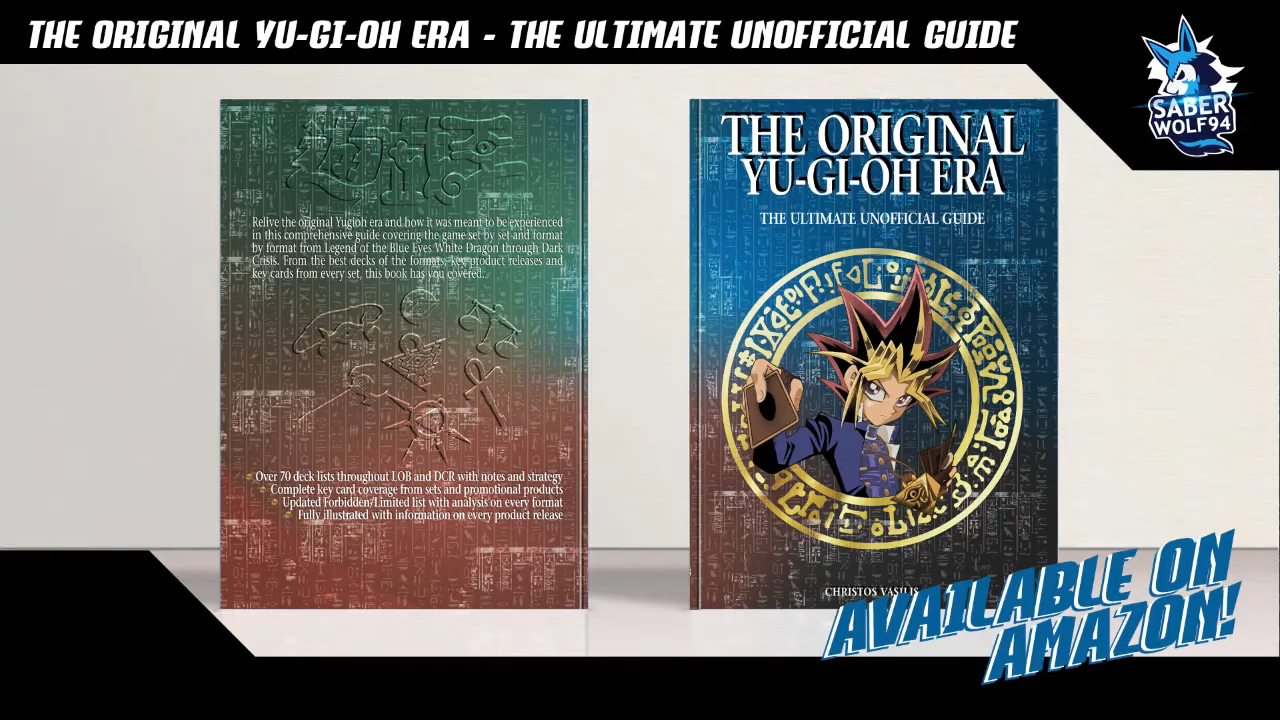 THE ORIGINAL YU-GI-OH ERA - THE ULTIMATE UNOFFICIAL GUIDE
SABER
WOLF94
Relive the original Yugioh era and how it was meant to be experienced
in this comprehensive guide covering the game set by set and format
by format from Legend of the Blue Eyes White Dragon through Dark
Crisis. From the best decks of the formats, key product releases and
key cards from every set, this book has you covered.
Over 70 deck lists throughout LOB and DCR with notes and strategy
Complete key card coverage from sets and promotional products
Updated Forbidden/Limited list with analysis on every format
Fully illustrated with information on every product release
THE ORIGINAL
YU-GI-OH ERA
THE ULTIMATE UNOFFICIAL GUIDE
CHRISTOS VASILIS
AVAILABLE ON
AMAZON!